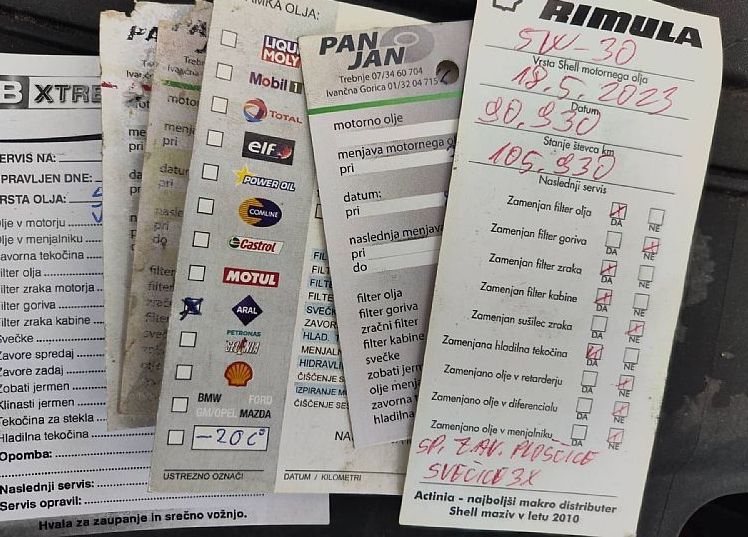 B XTRE
SERVIS NA:
PRAVLJEN DNE:
RSTA OLJA:
Olje v motorju
Olje v menjalniku
Zavorna tekočina
Filter olja
Filter zraka motorja
Filter goriva
Filter zraka kabine
Svečke
Zavore spredaj
Zavore zadaj
Zobati jermen
Klinasti jermen
Tekočina za stekla
Hladilna tekočina
Opomba:
Naslednji servis
Servis opravil:
Hvala za zaupanje in srečno vožnjo.
AMKA OLJA:
LIQUI MOLY
Mobil 1
TOTAL
elf
POWER OIL
COMLINE
Castrol
MOTUL
ARAL
PETRONAS
SELENIA
BMW FORD
GM/OPEL MAZDA
-20C°
USTREZNO OZNAČI
DATUM / KILOMETRI
PAN JAN
Trebnje 07/34 60 704
Ivančna Gorica 01/32 04 715
motorno olje
menjava motornega
pri
datum:
pri
naslednja menjava
pri
do
filter olja
filter goriva
zračni filter
filter kabine
svečke
zobati jerme
olje menja
zavorna te
hladilna
RIMULA
5W-30
Vrsta Shell motornega olja
18.5.2023
Datum
90.930
Stanje števca km
105.930
Naslednji servis
Zamenjan filter olja DA NE
Zamenjan filter goriva DA NE
Zamenjan filter zraka DA NE
Zamenjan filter kabine DA NE
Zamenjan sušilec zraka DA NE
Zamenjana hladilna tekočina DA NE
Zamenjano olje v retarderju DA NE
Zamenjano olje v diferencialu DA NE
Zamenjano olje v menjalniku DA NE
SP. ZAV. PLOŠČICE
SVEČICE 3X
Actinia - najboljši makro distributer
Shell maziv v letu 2010